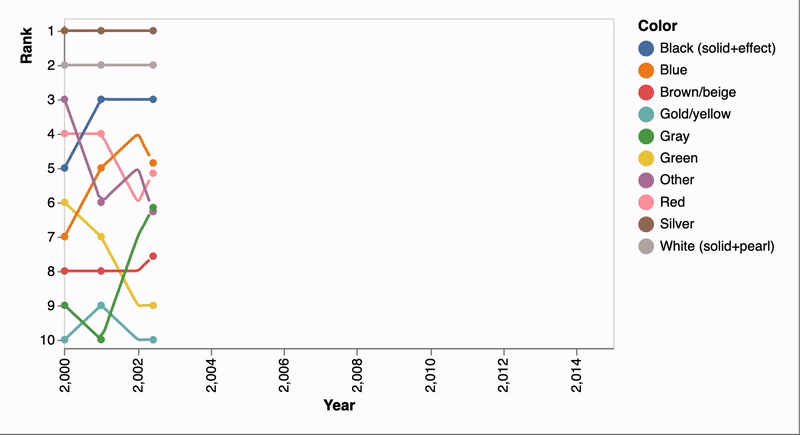 Rank
1
2
3
4
5
6
7
8
9
10
2,000
2,002
2,004
2,006
2,008
2,010
2,012
2,014
Year
Color
Black (solid+effect)
Blue
Brown/beige
Gold/yellow
Gray
Green
Other
Red
Silver
White (solid+pearl)